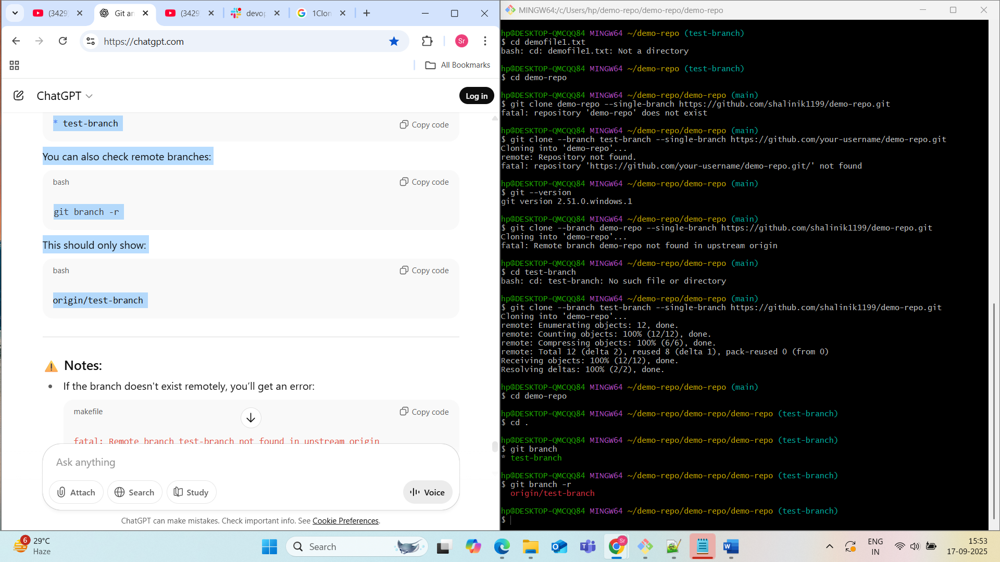 (3429)
Git an
(3429
devop
1Clon
https://chatgpt.com
Sr
All Bookmarks
ChatGPT
Log in
* test-branch
Copy code
You can also check remote branches:
bash
Copy code
git branch -r
This should only show:
bash
Copy code
origin/test-branch
Notes:
If the branch doesn't exist remotely, you’ll get an error:
makefile
Copy code
fatal: Remote branch test-branch not found in upstream origin
Ask anything
Attach
Search
Study
Voice
ChatGPT can make mistakes. Check important info. See Cookie Preferences.
MINGW64:/c/Users/hp/demo-repo/demo-repo/demo-repo
hp@DESKTOP-QMCQQ84 MINGW64 ~/demo-repo (test-branch)
$ cd demofile1.txt
bash: cd: demofile1.txt: Not a directory
hp@DESKTOP-QMCQQ84 MINGW64 ~/demo-repo (test-branch)
$ cd demo-repo
hp@DESKTOP-QMCQQ84 MINGW64 ~/demo-repo/demo-repo (main)
$ git clone demo-repo --single-branch https://github.com/shalinik1199/demo-repo.git
fatal: repository 'demo-repo' does not exist
hp@DESKTOP-QMCQQ84 MINGW64 ~/demo-repo/demo-repo (main)
$ git clone --branch test-branch --single-branch https://github.com/your-username/demo-repo.git
Cloning into 'demo-repo'...
remote: Repository not found.
fatal: repository 'https://github.com/your-username/demo-repo.git/' not found
hp@DESKTOP-QMCQQ84 MINGW64 ~/demo-repo/demo-repo (main)
$ git --version
git version 2.51.0.windows.1
hp@DESKTOP-QMCQQ84 MINGW64 ~/demo-repo/demo-repo (main)
$ git clone --branch demo-repo --single-branch https://github.com/shalinik1199/demo-repo.git
Cloning into 'demo-repo'...
fatal: Remote branch demo-repo not found in upstream origin
hp@DESKTOP-QMCQQ84 MINGW64 ~/demo-repo/demo-repo (main)
$ cd test-branch
bash: cd: test-branch: No such file or directory
hp@DESKTOP-QMCQQ84 MINGW64 ~/demo-repo/demo-repo (main)
$ git clone --branch test-branch --single-branch https://github.com/shalinik1199/demo-repo.git
Cloning into 'demo-repo'...
remote: Enumerating objects: 12, done.
remote: Counting objects: 100% (12/12), done.
remote: Compressing objects: 100% (6/6), done.
remote: Total 12 (delta 2), reused 8 (delta 1), pack-reused 0 (from 0)
Receiving objects: 100% (12/12), done.
Resolving deltas: 100% (2/2), done.
hp@DESKTOP-QMCQQ84 MINGW64 ~/demo-repo/demo-repo (main)
$ cd demo-repo
hp@DESKTOP-QMCQQ84 MINGW64 ~/demo-repo/demo-repo/demo-repo (test-branch)
$ cd .
hp@DESKTOP-QMCQQ84 MINGW64 ~/demo-repo/demo-repo/demo-repo (test-branch)
$ git branch
* test-branch
hp@DESKTOP-QMCQQ84 MINGW64 ~/demo-repo/demo-repo/demo-repo (test-branch)
$ git branch -r
origin/test-branch
hp@DESKTOP-QMCQQ84 MINGW64 ~/demo-repo/demo-repo/demo-repo (test-branch)
$
6
29°C
Haze
Search
Sr
ENG
IN
15:53
17-09-2025